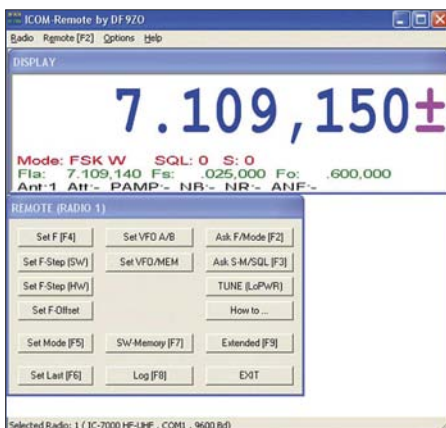 ICOM-Remote by DF9ZO
Radio Remote [F2] Options Help
DISPLAY
7.109,150±
Mode: FSK W SQL: 0 S: 0
Fla: 7.109,140 Fs: .025,000 Fo: .600,000
Ant:1 Att:- PAMP:- NB:- NR:- ANF:-
REMOTE (RADIO 1)
Set F [F4] Set VFO A/B Ask F/Mode [F2]
Set F-Step (SW) Set VFO/MEM Ask S-M/SQL [F3]
Set F-Step (HW) TUNE (LoPWR)
Set F-Offset How to ...
Set Mode [F5] SW-Memory [F7] Extended [F9]
Set Last [F6] Log [F8] EXIT
Selected Radio: 1 ( IC-7000 HF-UHF , COM1 , 9600 Bd)